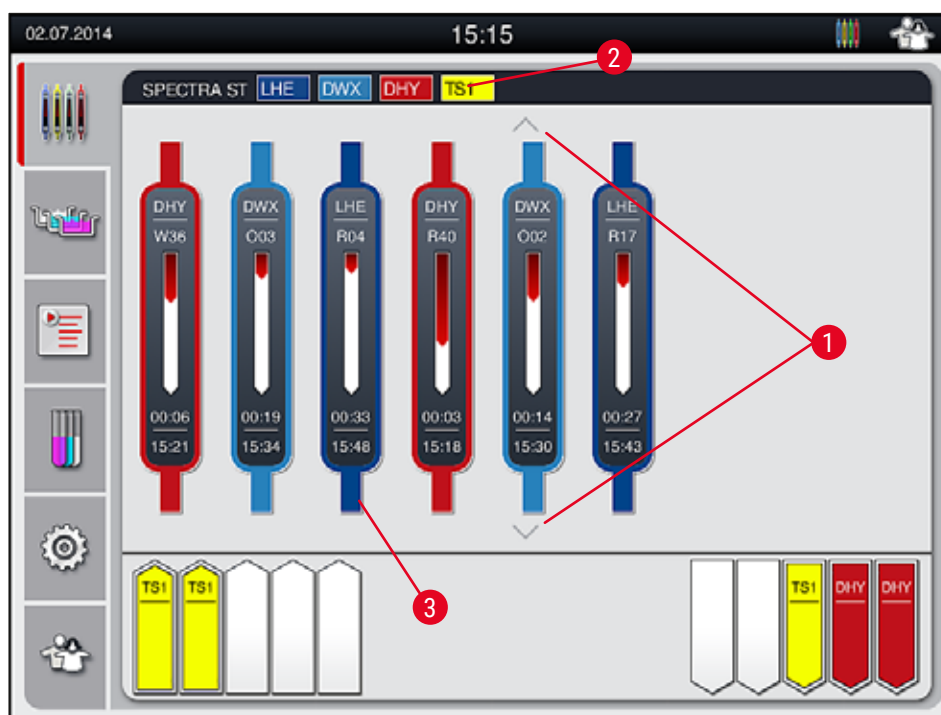 02.07.2014 15:15
2
SPECTRA ST LHE DWX DHY TS1
DHY DWX LHE DHY DWX LHE
W36 O03 R04 R40 O02 R17
1
00:06 00:19 00:33 00:03 00:14 00:27
15:21 15:34 15:48 15:18 15:30 15:43
3
TS1 TS1 TS1 DHY DHY